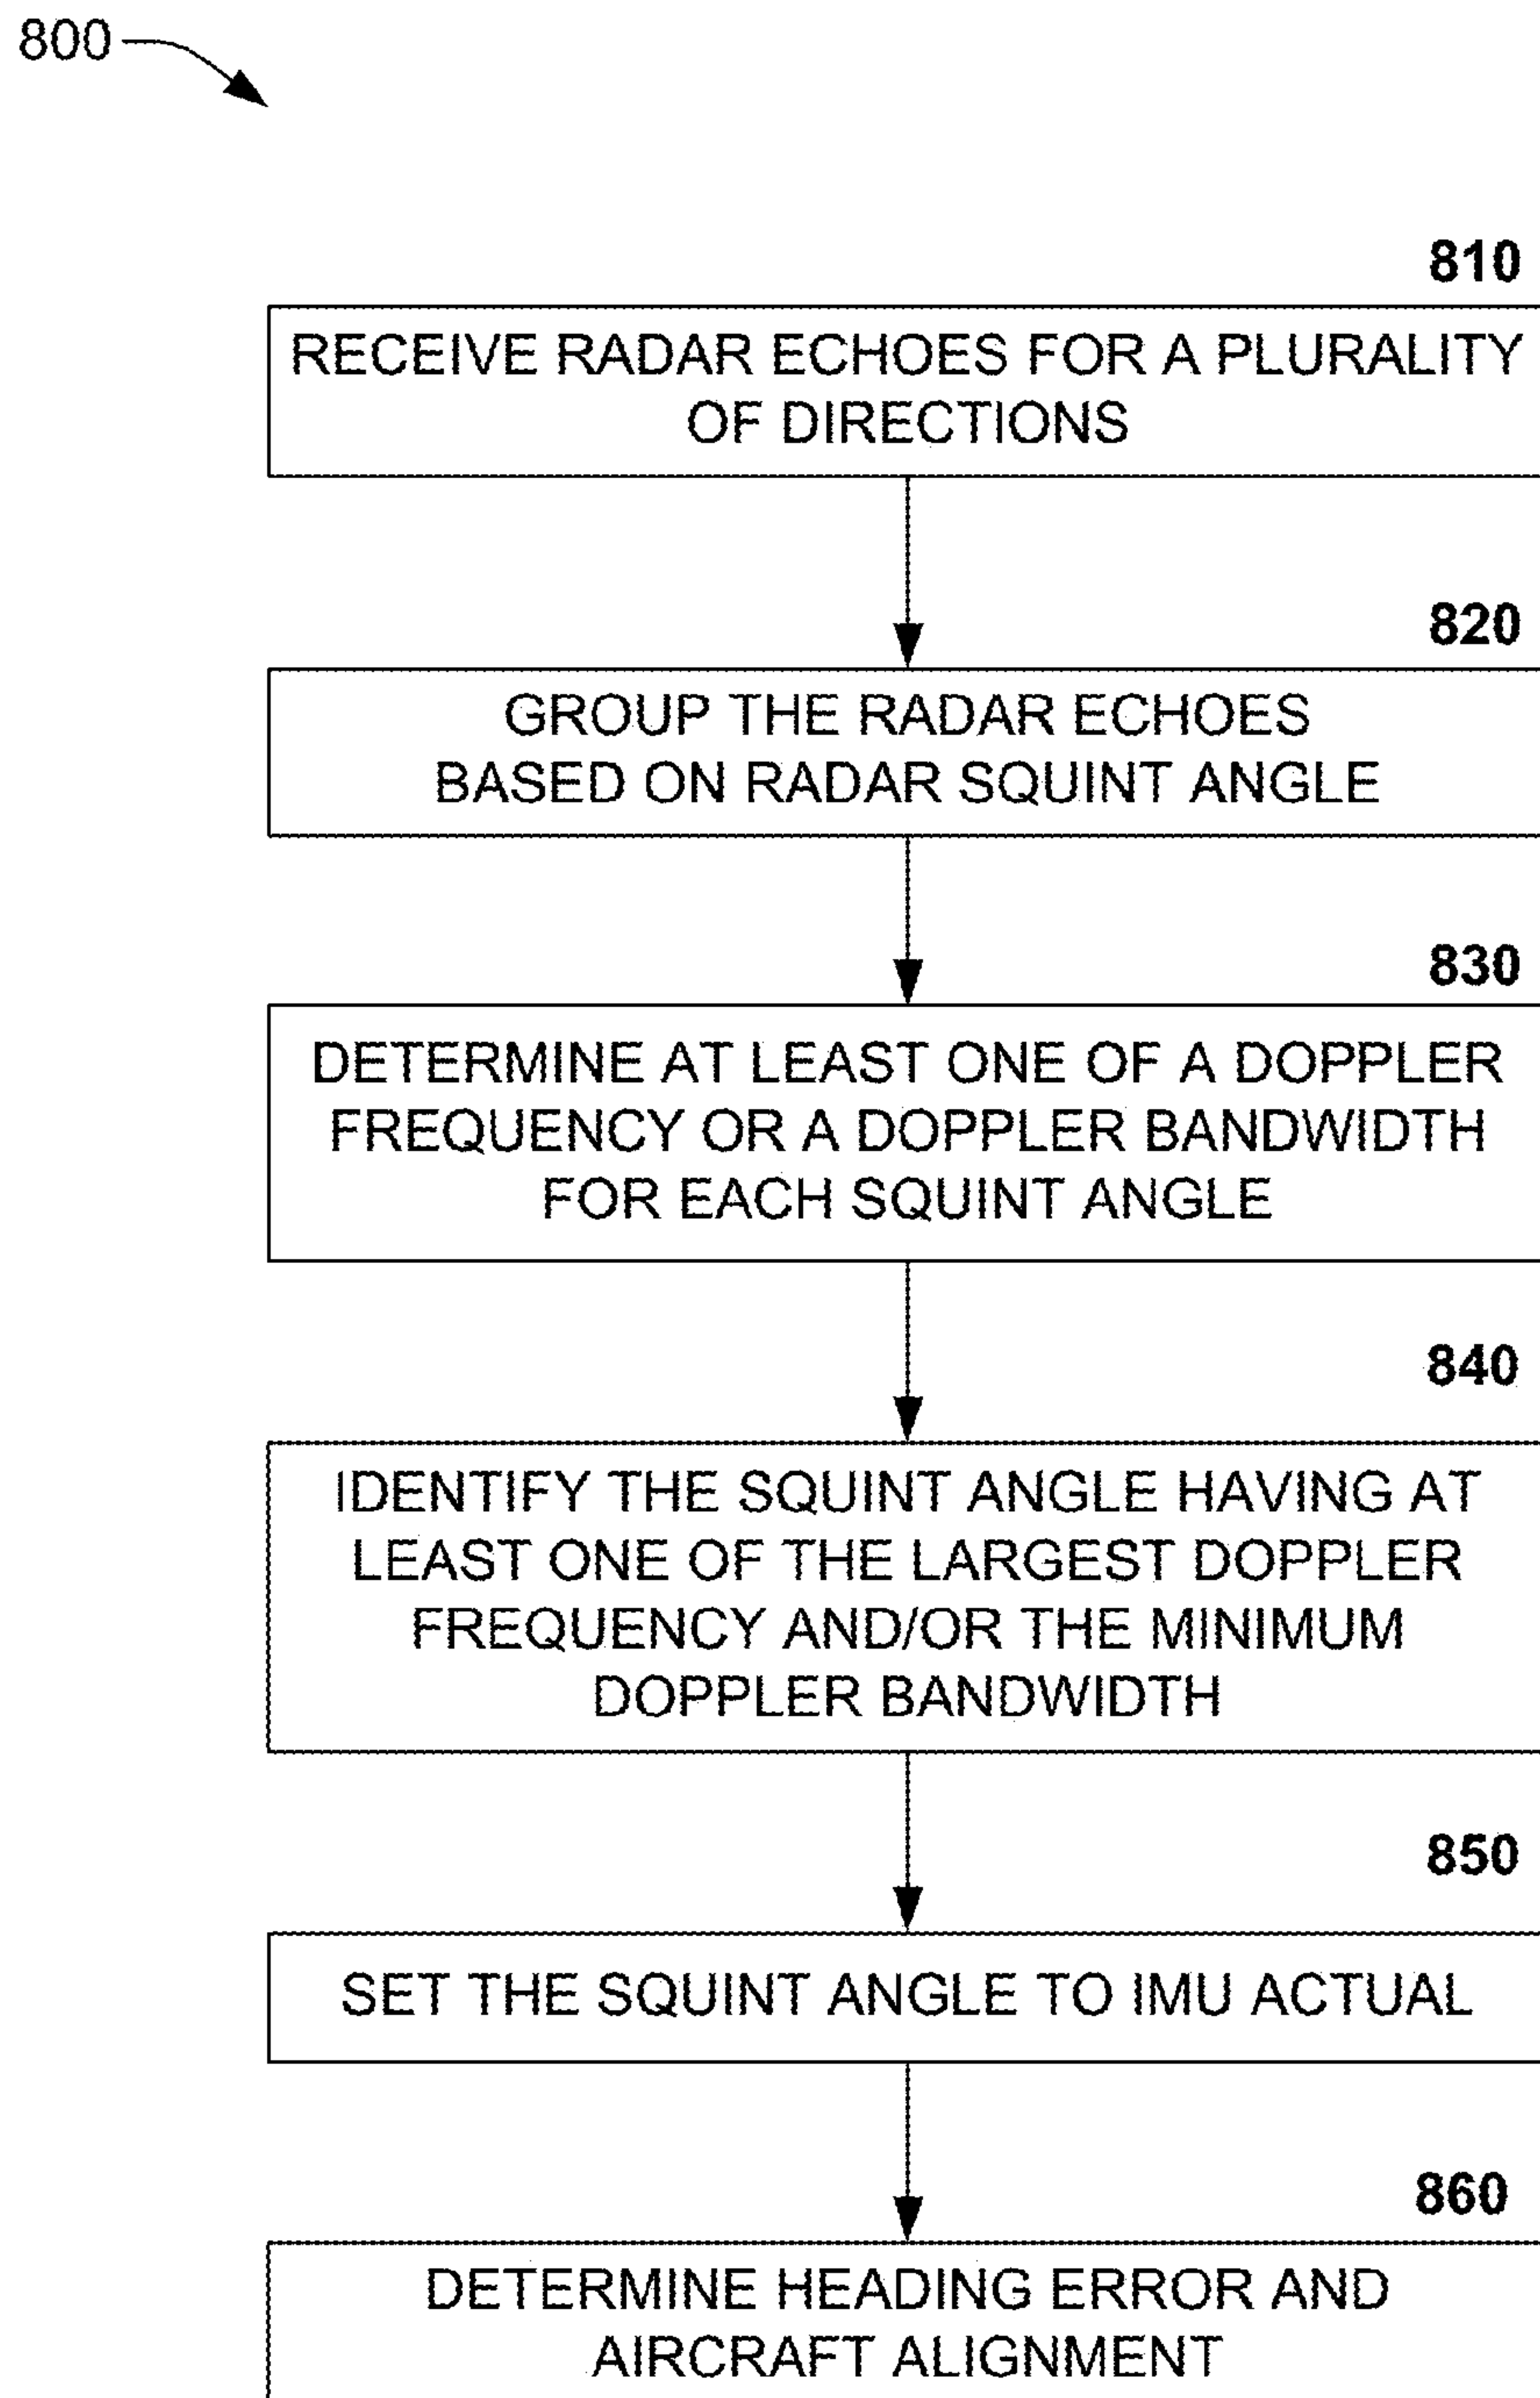 800
810
RECEIVE RADAR ECHOES FOR A PLURALITY
OF DIRECTIONS
820
GROUP THE RADAR ECHOES
BASED ON RADAR SQUINT ANGLE
830
DETERMINE AT LEAST ONE OF A DOPPLER
FREQUENCY OR A DOPPLER BANDWIDTH
FOR EACH SQUINT ANGLE
840
IDENTIFY THE SQUINT ANGLE HAVING AT
LEAST ONE OF THE LARGEST DOPPLER
FREQUENCY AND/OR THE MINIMUM
DOPPLER BANDWIDTH
850
SET THE SQUINT ANGLE TO IMU ACTUAL
860
DETERMINE HEADING ERROR AND
AIRCRAFT ALIGNMENT